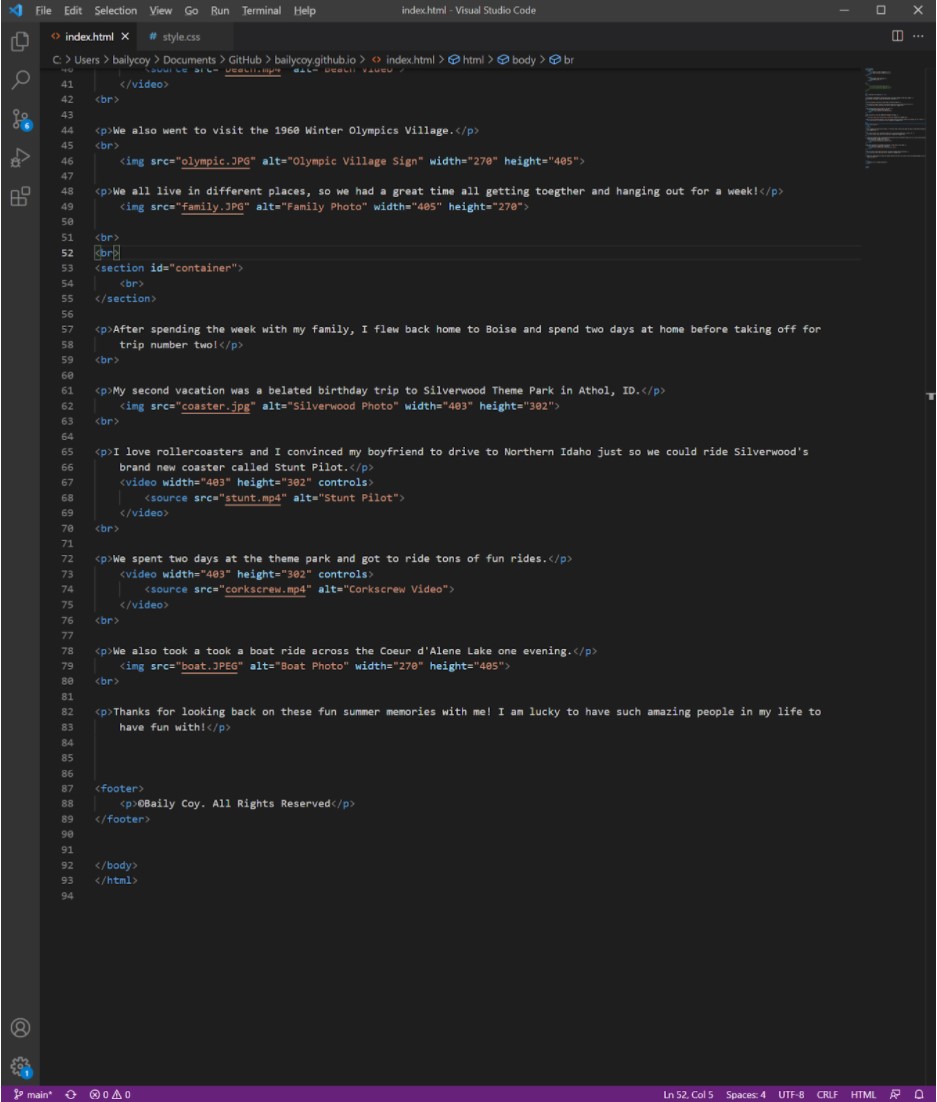 File Edit Selection View Go Run Terminal Help index.html - Visual Studio Code
index.html # style.css
C: > Users > bailycoy > Documents > GitHub > bailycoy.github.io > index.html > html > body > br
40 <source src="beach.mp4" alt="Beach Video">
41 </video>
42 <br>
43
44 <p>We also went to visit the 1960 Winter Olympics Village.</p>
45 <br>
46 <img src="olympic.JPG" alt="Olympic Village Sign" width="270" height="405">
47
48 <p>We all live in different places, so we had a great time all getting toegther and hanging out for a week!</p>
49 <img src="family.JPG" alt="Family Photo" width="405" height="270">
50
51 <br>
52 <br>
53 <section id="container">
54 <br>
55 </section>
56
57 <p>After spending the week with my family, I flew back home to Boise and spend two days at home before taking off for
58 trip number two!</p>
59 <br>
60
61 <p>My second vacation was a belated birthday trip to Silverwood Theme Park in Athol, ID.</p>
62 <img src="coaster.jpg" alt="Silverwood Photo" width="403" height="302">
63 <br>
64
65 <p>I love rollercoasters and I convinced my boyfriend to drive to Northern Idaho just so we could ride Silverwood's
66 brand new coaster called Stunt Pilot.</p>
67 <video width="403" height="302" controls>
68 <source src="stunt.mp4" alt="Stunt Pilot">
69 </video>
70 <br>
71
72 <p>We spent two days at the theme park and got to ride tons of fun rides.</p>
73 <video width="403" height="302" controls>
74 <source src="corkscrew.mp4" alt="Corkscrew Video">
75 </video>
76 <br>
77
78 <p>We also took a took a boat ride across the Coeur d'Alene Lake one evening.</p>
79 <img src="boat.JPEG" alt="Boat Photo" width="270" height="405">
80 <br>
81
82 <p>Thanks for looking back on these fun summer memories with me! I am lucky to have such amazing people in my life to
83 have fun with!</p>
84
85
86
87 <footer>
88 <p>©Baily Coy. All Rights Reserved</p>
89 </footer>
90
91
92 </body>
93 </html>
94
6
1
main* 0 0 Ln 52, Col 5 Spaces: 4 UTF-8 CRLF HTML